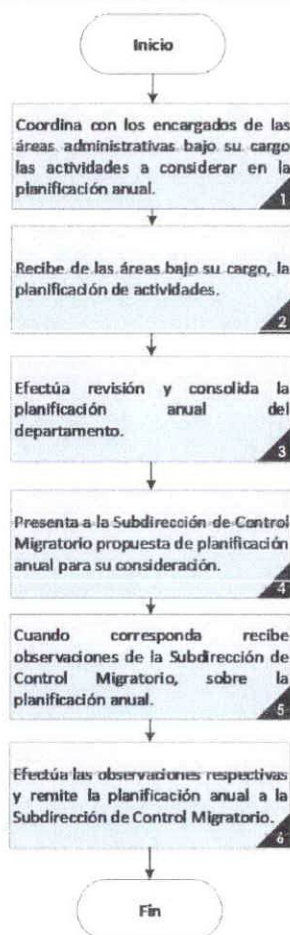 Inicio
Coordina con los encargados de las
áreas administrativas bajo su cargo
las actividades a considerar en la
planificación anual.
1
Recibe de las áreas bajo su cargo, la
planificación de actividades.
2
Efectúa revisión y consolida la
planificación anual del
departamento.
3
Presenta a la Subdirección de Control
Migratorio propuesta de planificación
anual para su consideración.
4
Cuando corresponda recibe
observaciones de la Subdirección de
Control Migratorio, sobre la
planificación anual.
5
Efectúa las observaciones respectivas
y remite la planificación anual a la
Subdirección de Control Migratorio.
6
Fin